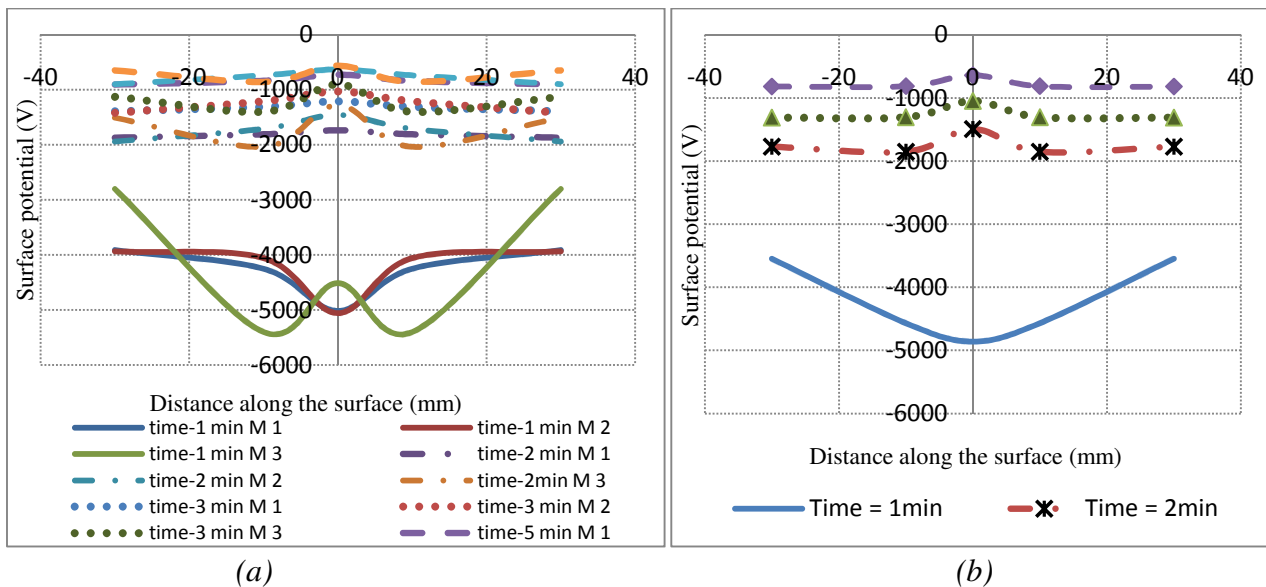 0
-40 -20 0 20 40
-1000
-2000
-3000
-4000
-5000
-6000
Surface potential (V)
Distance along the surface (mm)
time-1 min M 1 time-1 min M 2
time-1 min M 3 time-2 min M 1
time-2 min M 2 time-2min M 3
time-3 min M 1 time-3 min M 2
time-3 min M 3 time-5 min M 1
(a)
0
-40 -20 0 20 40
-1000
-2000
-3000
-4000
-5000
-6000
Surface potential (V)
Distance along the surface (mm)
Time = 1min Time = 2min
(b)